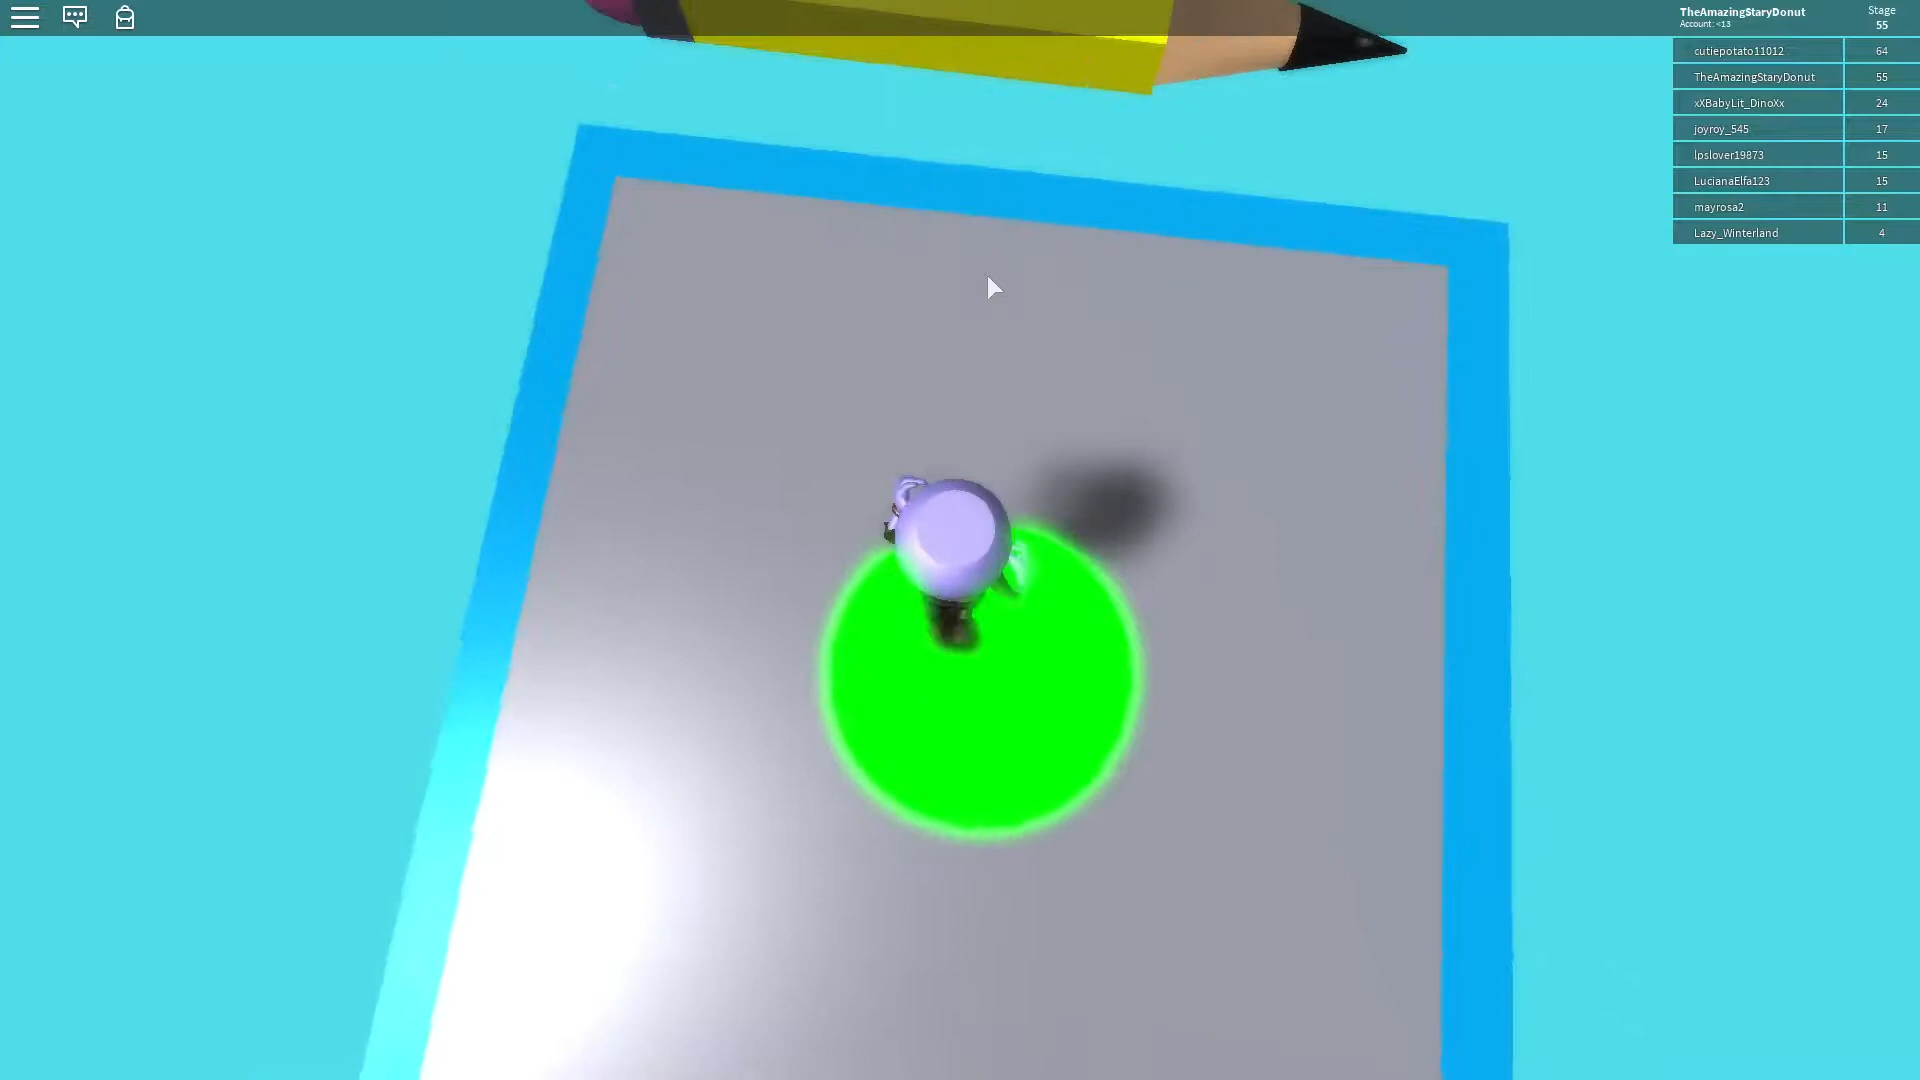 TheAmazingStaryDonut Stage
Account: <13 55
cutiepotato11012 64
TheAmazingStaryDonut 55
xXBabyLit_DinoXx 24
joyroy_545 17
lpslover19873 15
LucianaElfa123 15
mayrosa2 11
Lazy_Winterland 4